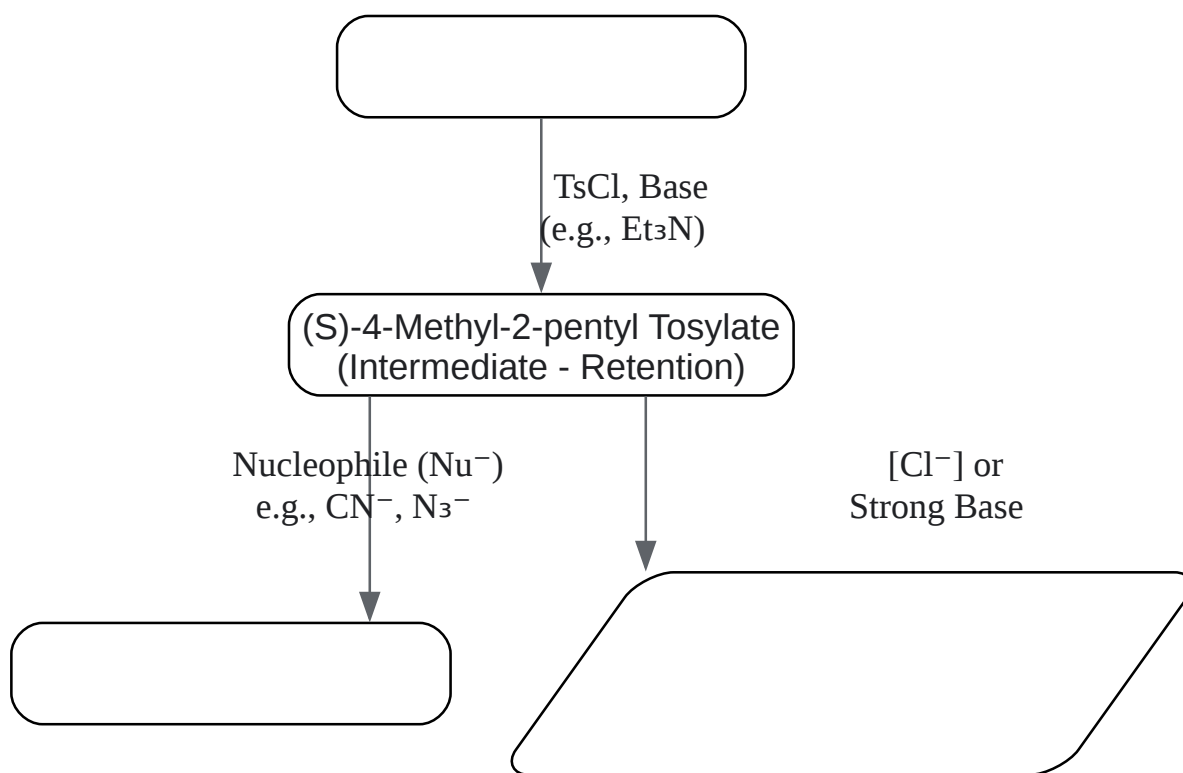 TsCl, Base
(e.g., Et₃N)
(S)-4-Methyl-2-pentyl Tosylate
(Intermediate - Retention)
Nucleophile (Nu⁻)
e.g., CN⁻, N₃⁻
[Cl⁻] or
Strong Base